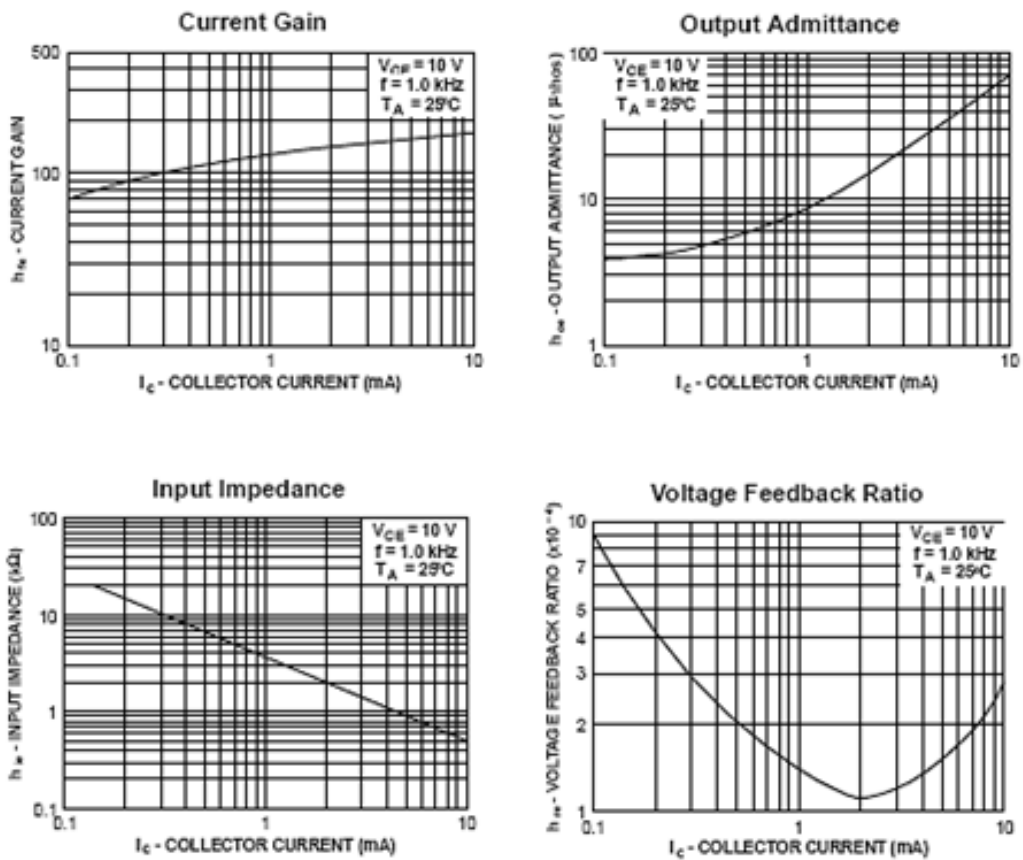 Current Gain
500
100
10
0.1
1
10
V_CE = 10 V
f = 1.0 kHz
T_A = 25°C
h_fe - CURRENT GAIN
I_C - COLLECTOR CURRENT (mA)
Output Admittance
100
10
1
0.1
1
10
V_CE = 10 V
f = 1.0 kHz
T_A = 25°C
h_oe - OUTPUT ADMITTANCE ( μmhos)
I_C - COLLECTOR CURRENT (mA)
Input Impedance
100
10
1
0.1
0.1
1
10
V_CE = 10 V
f = 1.0 kHz
T_A = 25°C
h_ie - INPUT IMPEDANCE (kΩ)
I_C - COLLECTOR CURRENT (mA)
Voltage Feedback Ratio
10
7
5
4
3
2
1
0.1
1
10
V_CE = 10 V
f = 1.0 kHz
T_A = 25°C
h_re - VOLTAGE FEEDBACK RATIO (x10⁻⁴)
I_C - COLLECTOR CURRENT (mA)